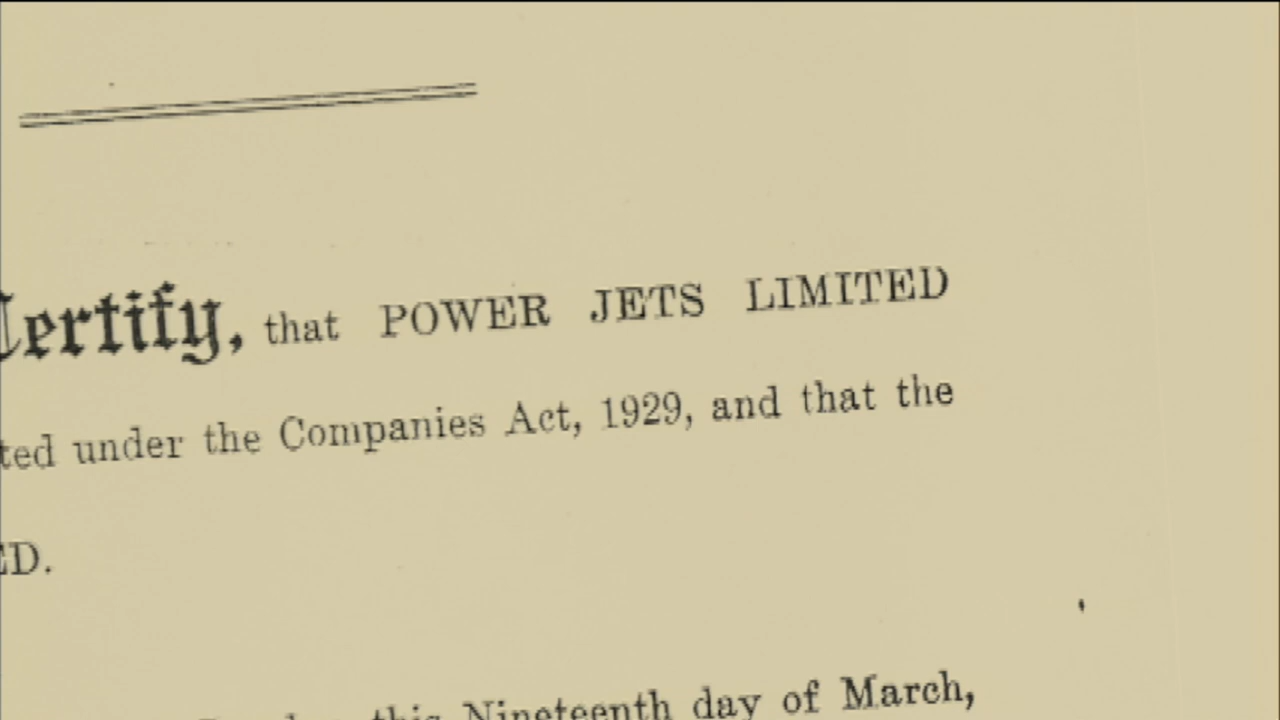 Certify, that POWER JETS LIMITED
ted under the Companies Act, 1929, and that the
ED.
this Nineteenth day of March,